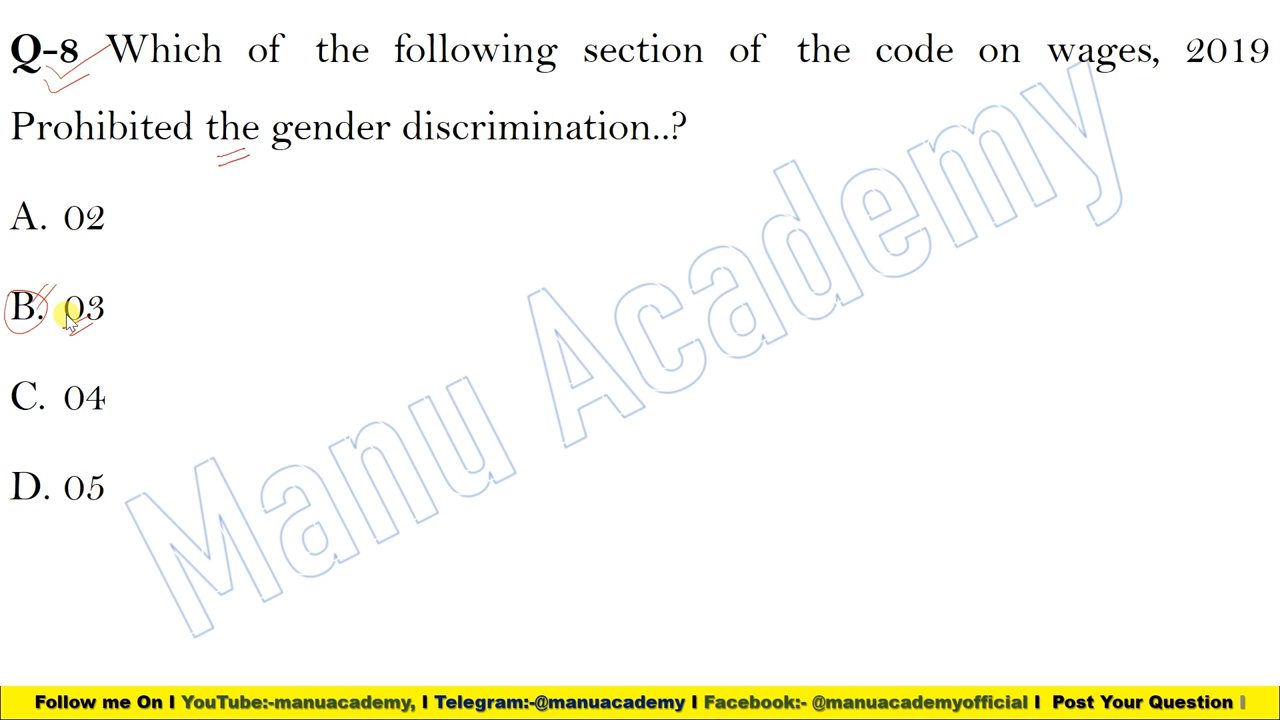 Q-8 Which of the following section of the code on wages, 2019
Prohibited the gender discrimination..?
A. 02
B. 03
C. 04
D. 05
Manu Academy
Follow me On I YouTube:-manuacademy, I Telegram:-@manuacademy I Facebook:- @manuacademyofficial I Post Your Question I